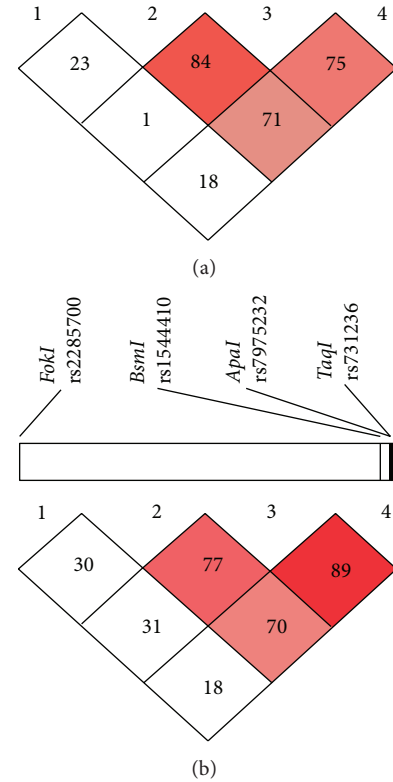 1 2 3 4
23 84 75
1 71
18
(a)
FokI
rs2285700
BsmI
rs1544410
ApaI
rs7975232
TaqI
rs731236
1 2 3 4
30 77 89
31 70
18
(b)